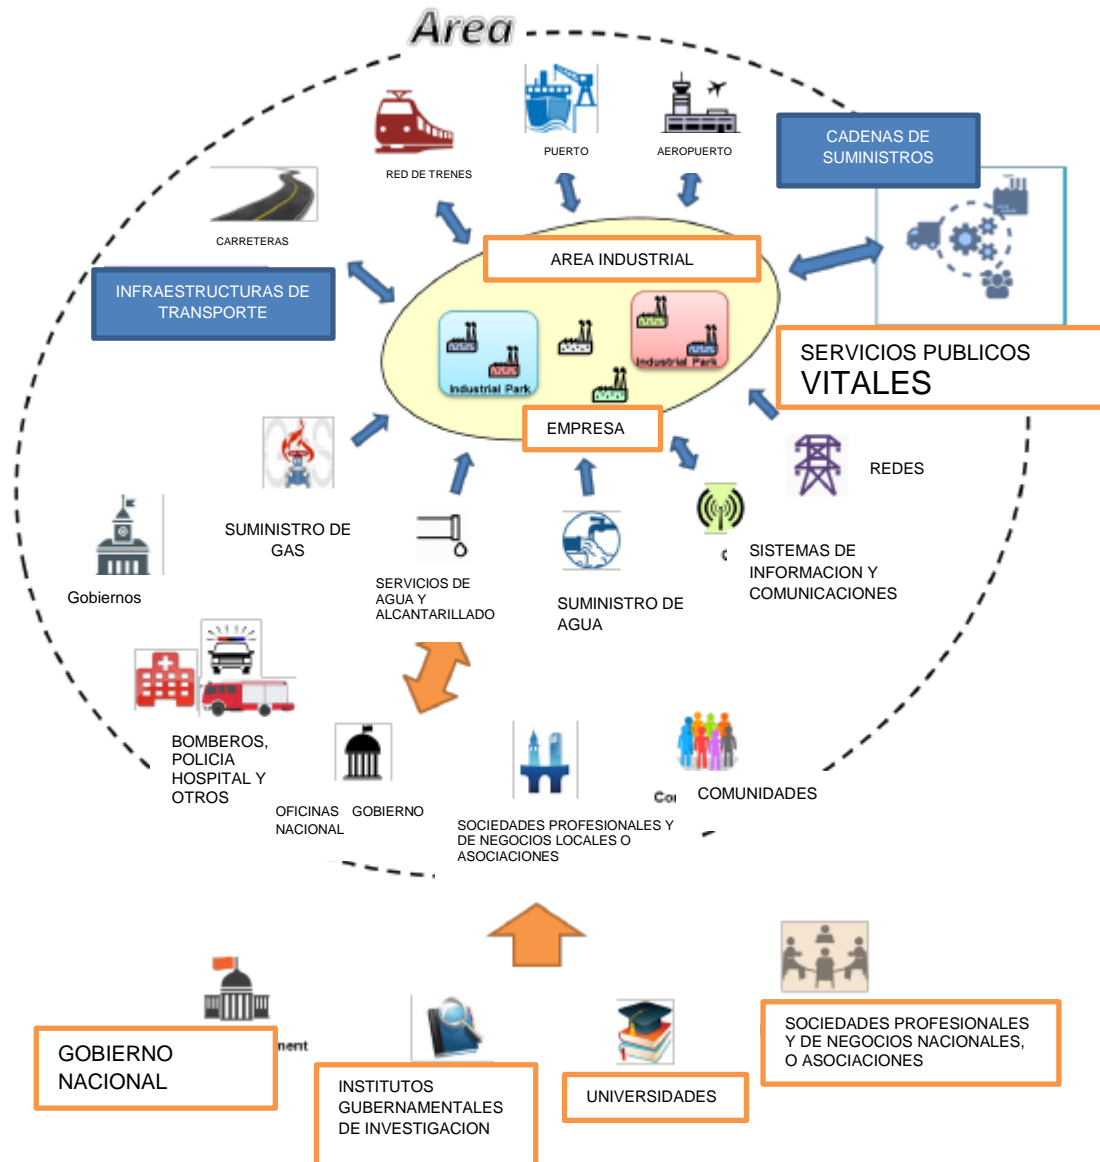 Area
PUERTO
AEROPUERTO
CADENAS DE
SUMINISTROS
RED DE TRENES
CARRETERAS
AREA INDUSTRIAL
INFRAESTRUCTURAS DE
TRANSPORTE
Industrial Park
Industrial Park
SERVICIOS PUBLICOS
VITALES
EMPRESA
REDES
SUMINISTRO DE
GAS
Gobiernos
SERVICIOS DE
AGUA Y
ALCANTARILLADO
SUMINISTRO DE
AGUA
SISTEMAS DE
INFORMACION Y
COMUNICACIONES
BOMBEROS,
POLICIA
HOSPITAL Y
OTROS
OFICINAS GOBIERNO
NACIONAL
SOCIEDADES PROFESIONALES Y
DE NEGOCIOS LOCALES O
ASOCIACIONES
COMUNIDADES
GOBIERNO
NACIONAL
INSTITUTOS
GUBERNAMENTALES
DE INVESTIGACION
UNIVERSIDADES
SOCIEDADES PROFESIONALES
Y DE NEGOCIOS NACIONALES,
O ASOCIACIONES